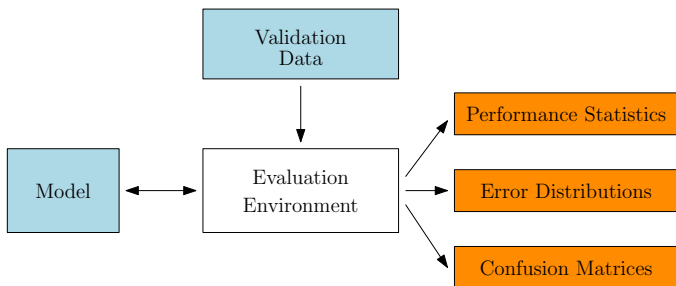 Validation
Data
Performance Statistics
Model
Evaluation
Environment
Error Distributions
Confusion Matrices